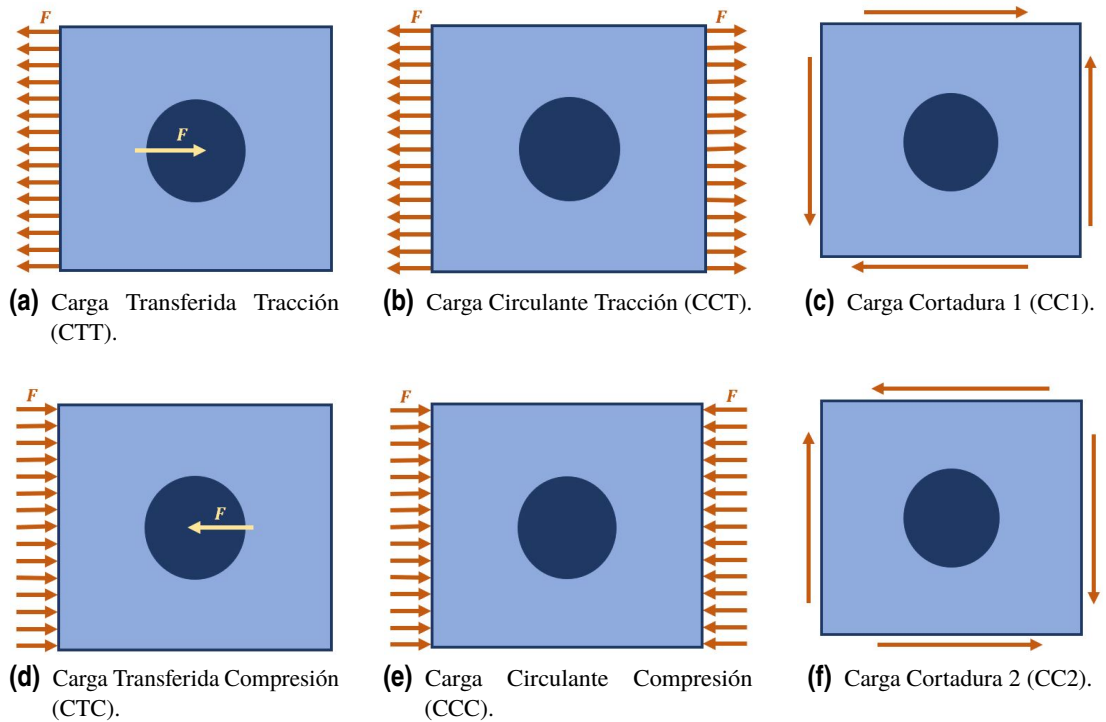 F
F
(a) Carga Transferida Tracción
(CTT).
F
F
(b) Carga Circulante Tracción (CCT).
(c) Carga Cortadura 1 (CC1).
F
F
(d) Carga Transferida Compresión
(CTC).
F
F
(e) Carga Circulante Compresión
(CCC).
(f) Carga Cortadura 2 (CC2).